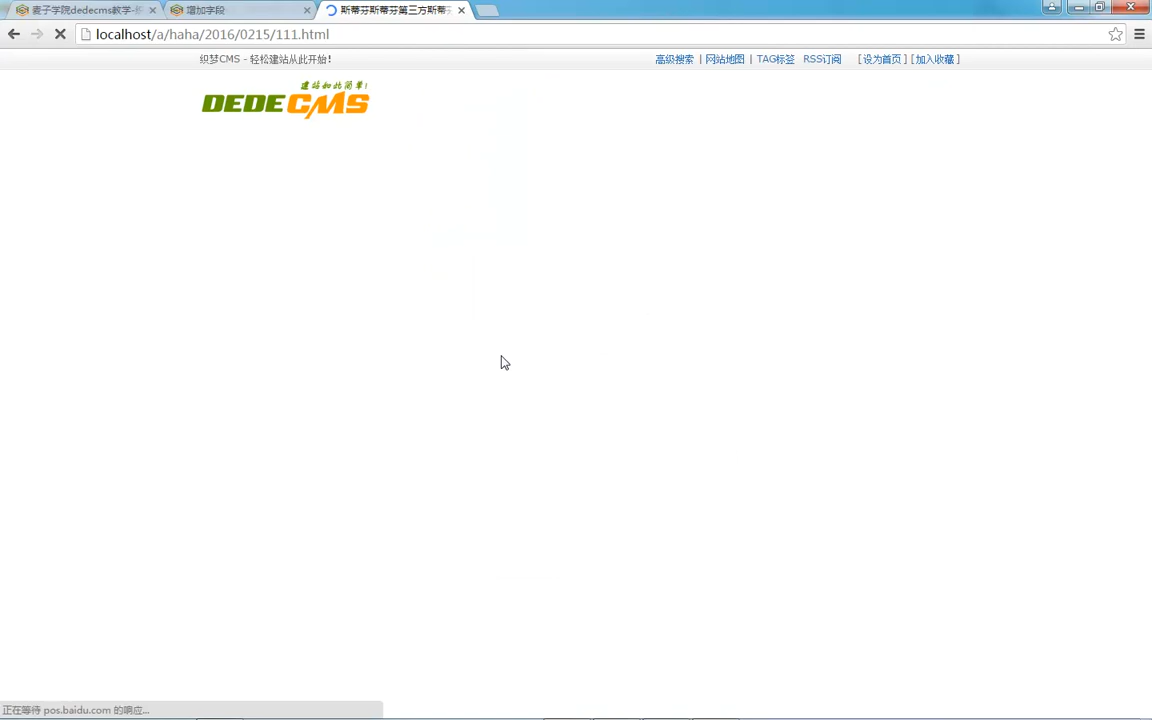 麦子学院dedecms教学-
增加字段
斯蒂芬斯蒂芬第三方斯蒂
localhost/a/haha/2016/0215/111.html
织梦CMS - 轻松建站从此开始!
高级搜索 | 网站地图 | TAG标签 RSS订阅 [设为首页] [加入收藏]
建站如此简单!
DEDECMS
正在等待 pos.baidu.com 的响应...